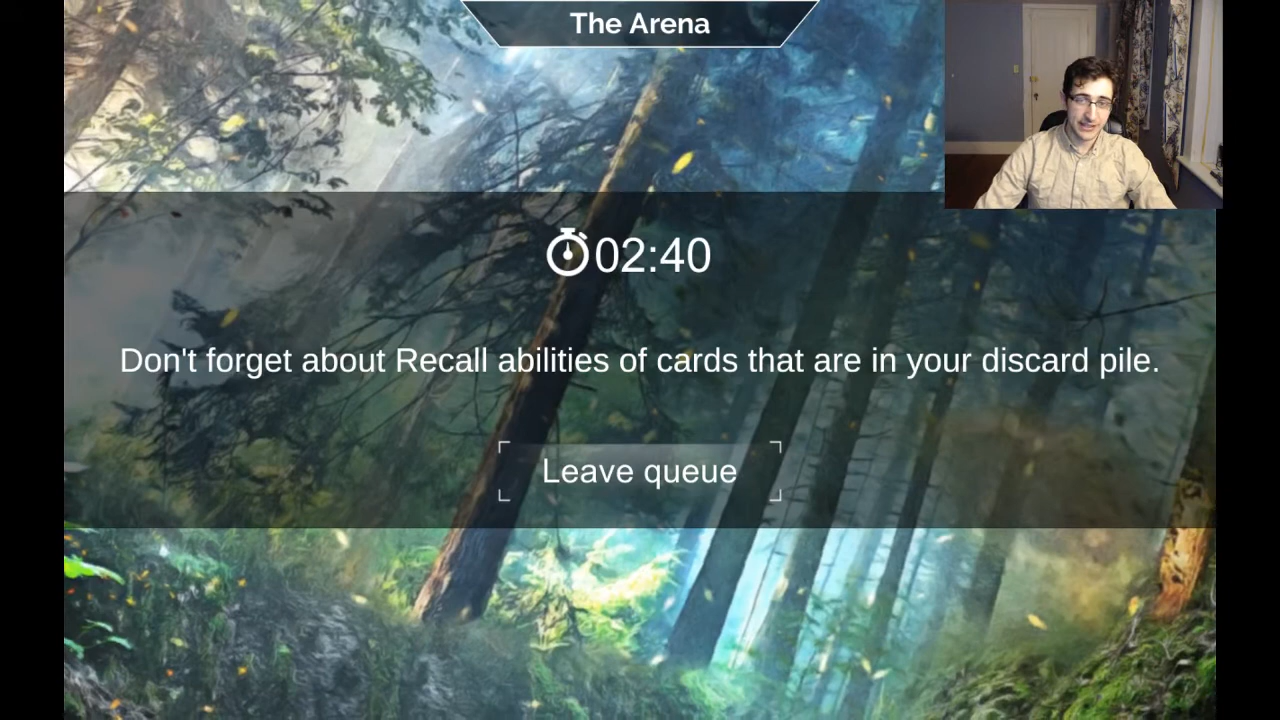 The Arena
02:40
Don't forget about Recall abilities of cards that are in your discard pile.
Leave queue